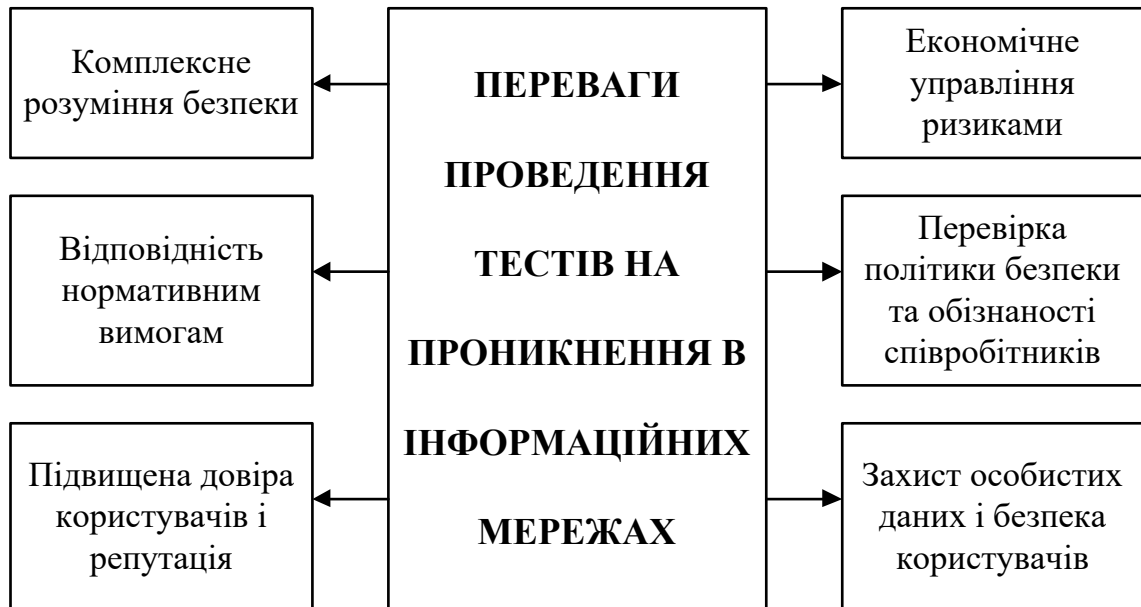 Комплексне
розуміння безпеки
Відповідність
нормативним
вимогам
Підвищена довіра
користувачів і
репутація
ПЕРЕВАГИ
ПРОВЕДЕННЯ
ТЕСТІВ НА
ПРОНИКНЕННЯ В
ІНФОРМАЦІЙНИХ
МЕРЕЖАХ
Економічне
управління
ризиками
Перевірка
політики безпеки
та обізнаності
співробітників
Захист особистих
даних і безпека
користувачів